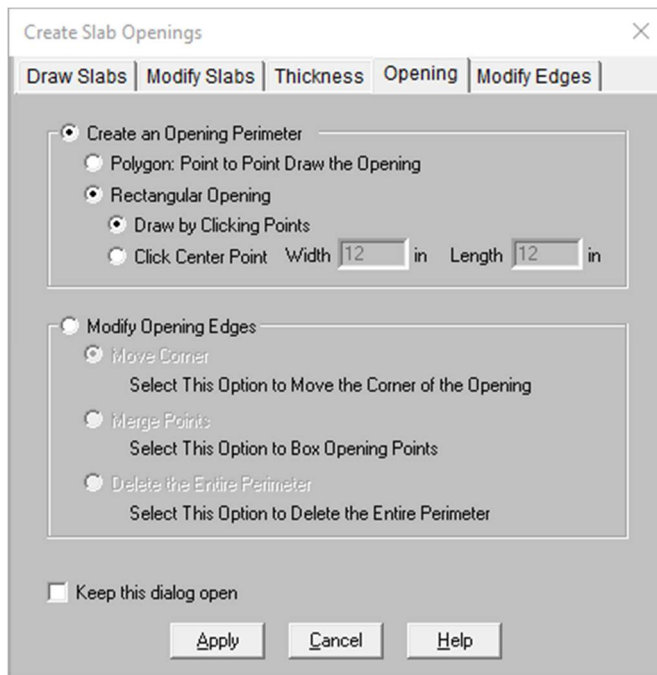 Create Slab Openings
Draw Slabs Modify Slabs Thickness Opening Modify Edges
Create an Opening Perimeter
Polygon: Point to Point Draw the Opening
Rectangular Opening
Draw by Clicking Points
Click Center Point Width 12 in Length 12 in
Modify Opening Edges
Move Corner
Select This Option to Move the Corner of the Opening
Merge Points
Select This Option to Box Opening Points
Delete the Entire Perimeter
Select This Option to Delete the Entire Perimeter
Keep this dialog open
Apply Cancel Help